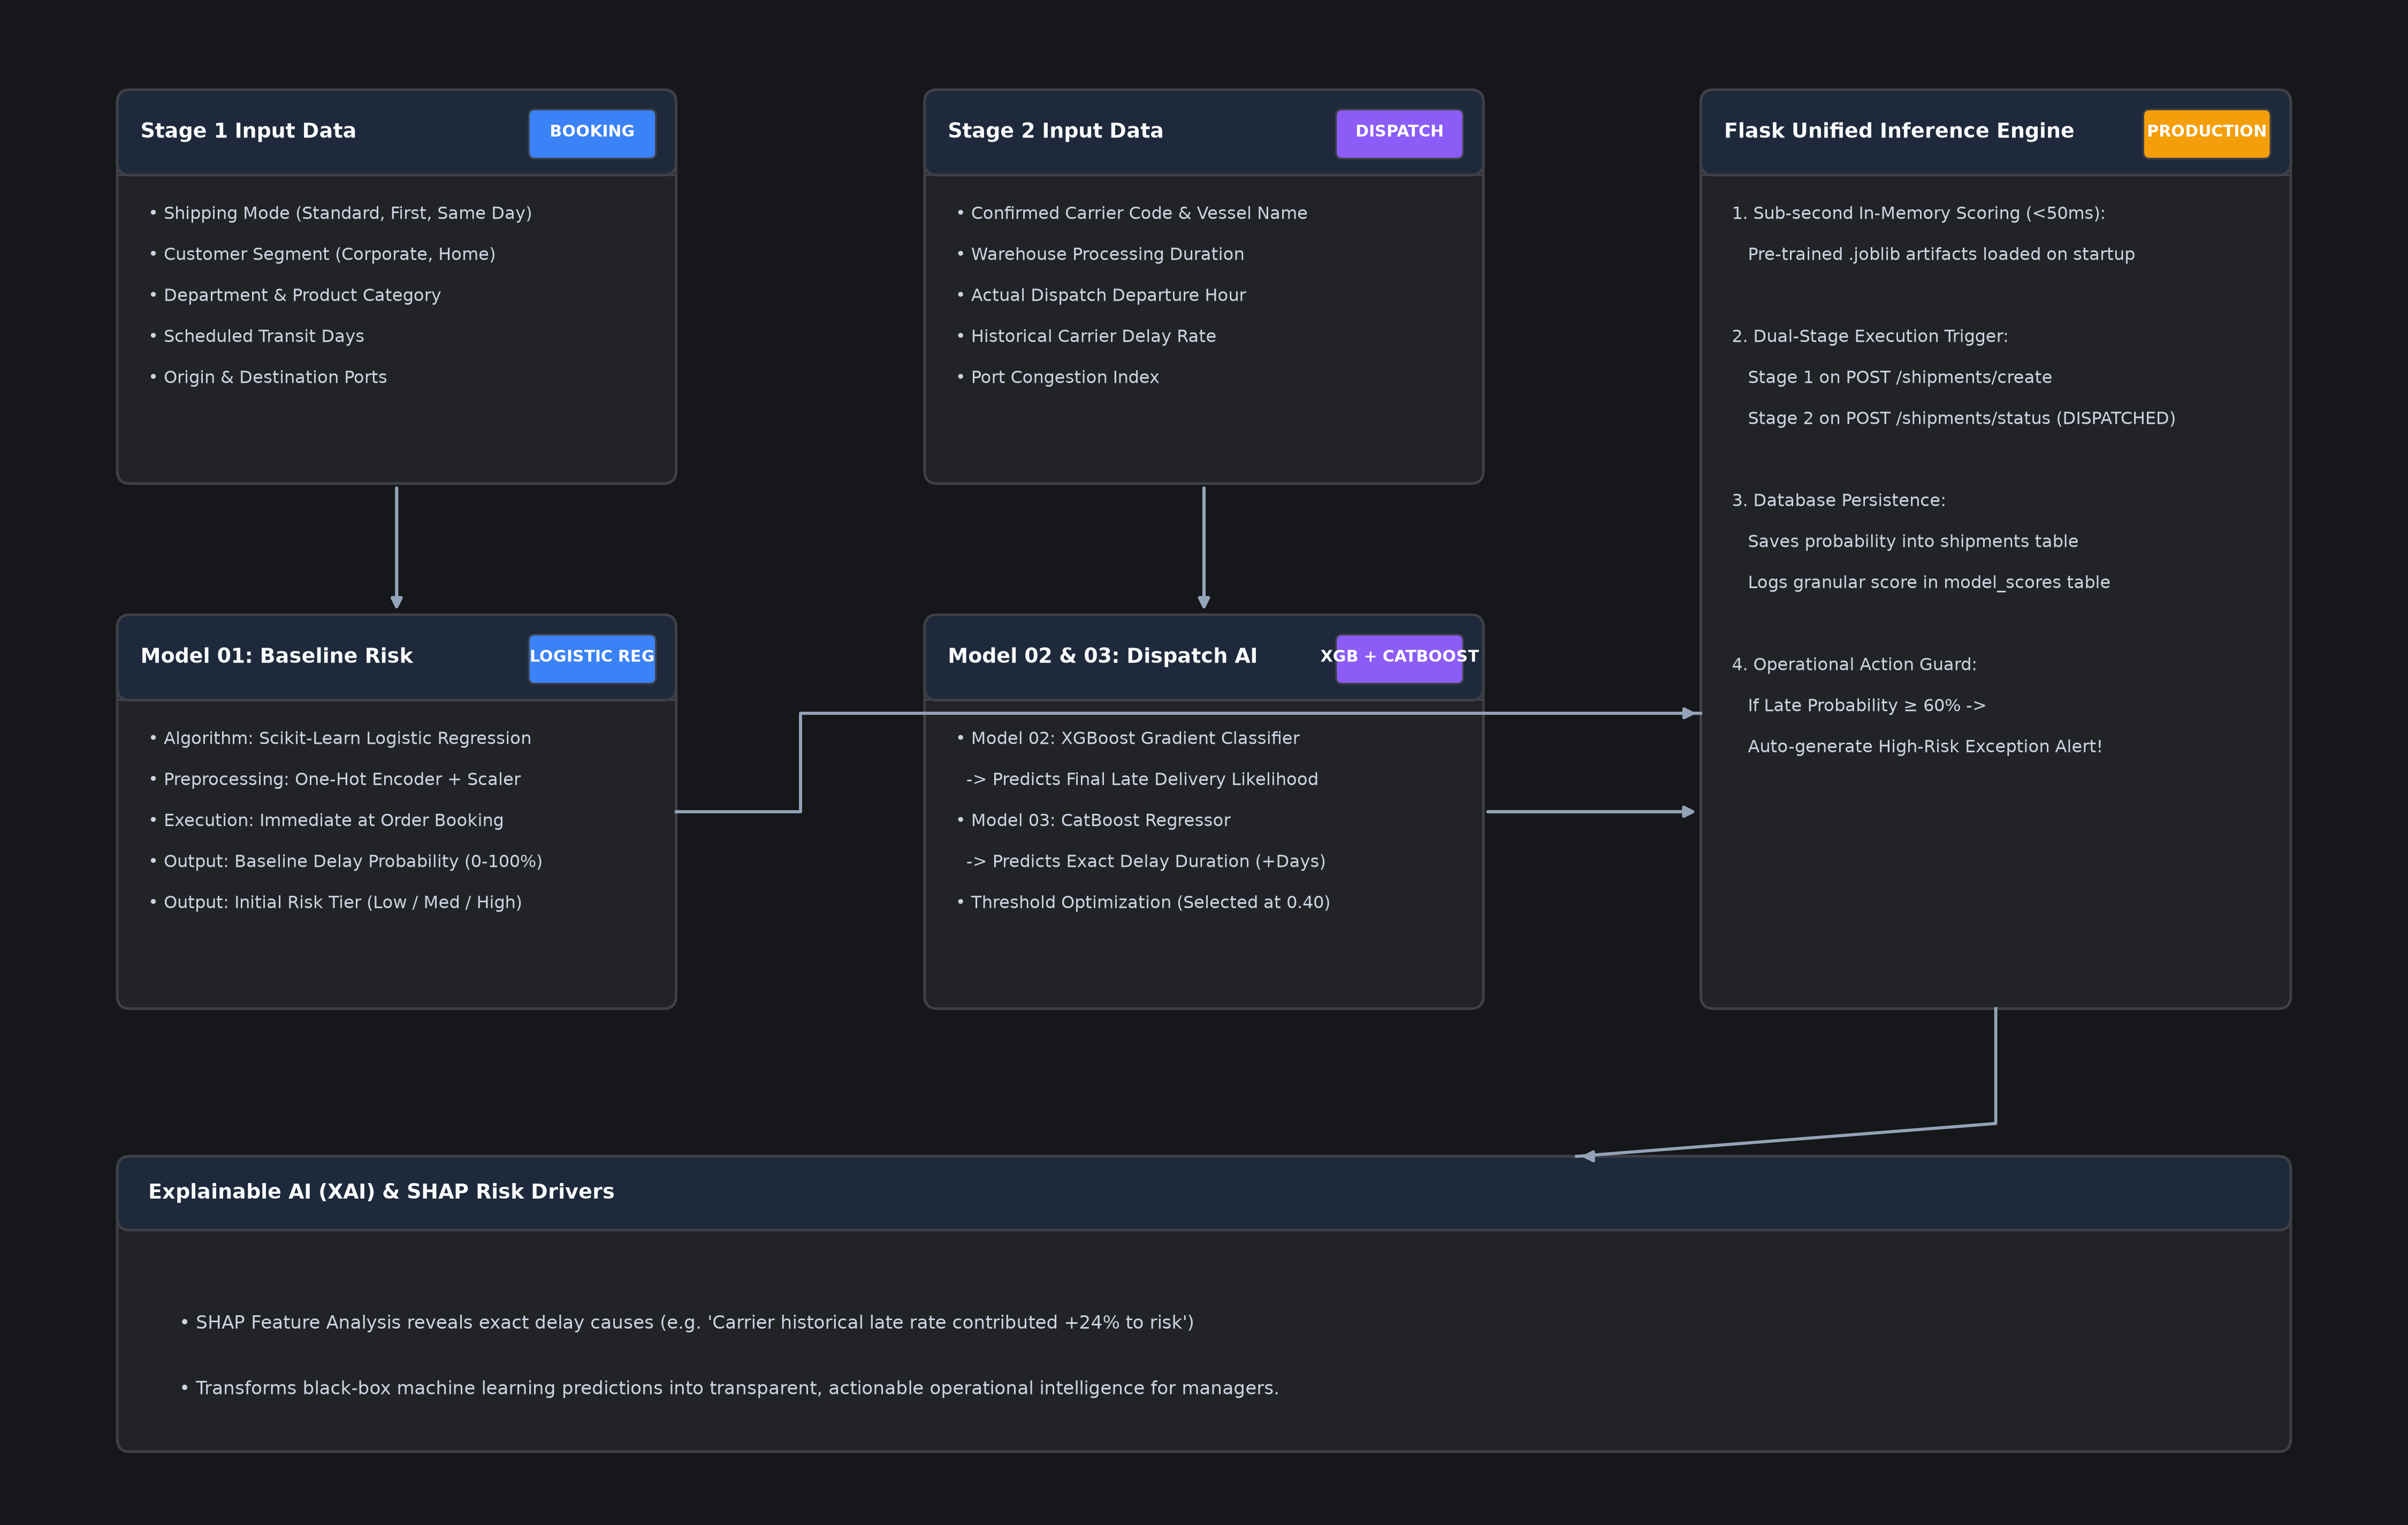 Stage 1 Input Data
BOOKING
• Shipping Mode (Standard, First, Same Day)
• Customer Segment (Corporate, Home)
• Department & Product Category
• Scheduled Transit Days
• Origin & Destination Ports
Stage 2 Input Data
DISPATCH
• Confirmed Carrier Code & Vessel Name
• Warehouse Processing Duration
• Actual Dispatch Departure Hour
• Historical Carrier Delay Rate
• Port Congestion Index
Flask Unified Inference Engine
PRODUCTION
1. Sub-second In-Memory Scoring (<50ms):
Pre-trained .joblib artifacts loaded on startup
2. Dual-Stage Execution Trigger:
Stage 1 on POST /shipments/create
Stage 2 on POST /shipments/status (DISPATCHED)
3. Database Persistence:
Saves probability into shipments table
Logs granular score in model_scores table
4. Operational Action Guard:
If Late Probability ≥ 60% ->
Auto-generate High-Risk Exception Alert!
Model 01: Baseline Risk
LOGISTIC REG
• Algorithm: Scikit-Learn Logistic Regression
• Preprocessing: One-Hot Encoder + Scaler
• Execution: Immediate at Order Booking
• Output: Baseline Delay Probability (0-100%)
• Output: Initial Risk Tier (Low / Med / High)
Model 02 & 03: Dispatch AI
XGB + CATBOOST
• Model 02: XGBoost Gradient Classifier
-> Predicts Final Late Delivery Likelihood
• Model 03: CatBoost Regressor
-> Predicts Exact Delay Duration (+Days)
• Threshold Optimization (Selected at 0.40)
Explainable AI (XAI) & SHAP Risk Drivers
• SHAP Feature Analysis reveals exact delay causes (e.g. 'Carrier historical late rate contributed +24% to risk')
• Transforms black-box machine learning predictions into transparent, actionable operational intelligence for managers.